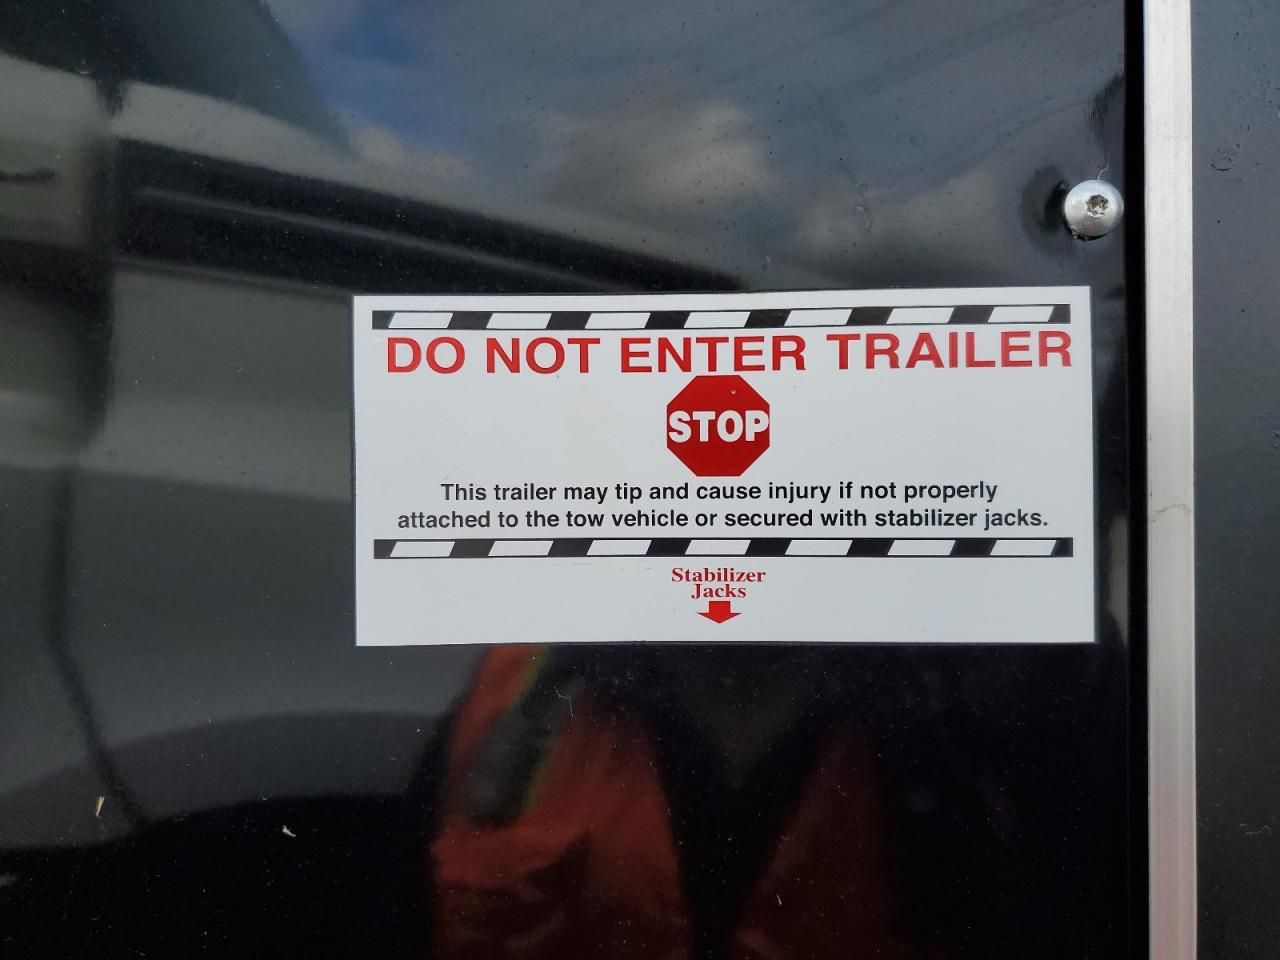 DO NOT ENTER TRAILER
STOP
This trailer may tip and cause injury if not properly
attached to the tow vehicle or secured with stabilizer jacks.
Stabilizer
Jacks